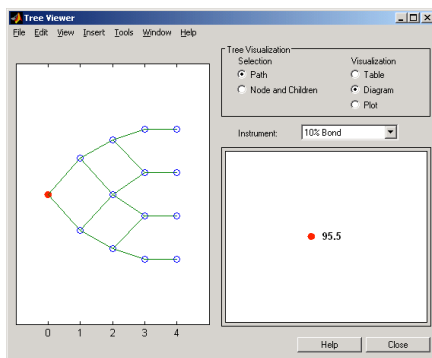 Tree Viewer
File Edit View Insert Tools Window Help
Tree Visualization
Selection Visualization
Path Table
Node and Children Diagram
Plot
Instrument: 10% Bond
95.5
0 1 2 3 4
Help Close